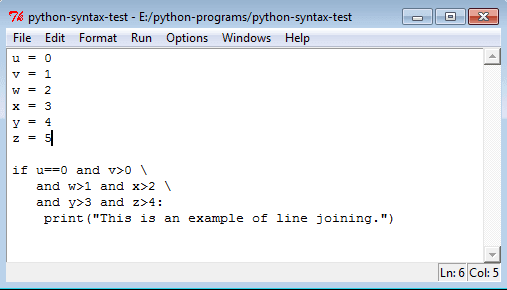 python-syntax-test - E:/python-programs/python-syntax-test
File Edit Format Run Options Windows Help
u = 0
v = 1
w = 2
x = 3
y = 4
z = 5
if u==0 and v>0 \
   and w>1 and x>2 \
   and y>3 and z>4:
    print("This is an example of line joining.")
Ln: 6 Col: 5